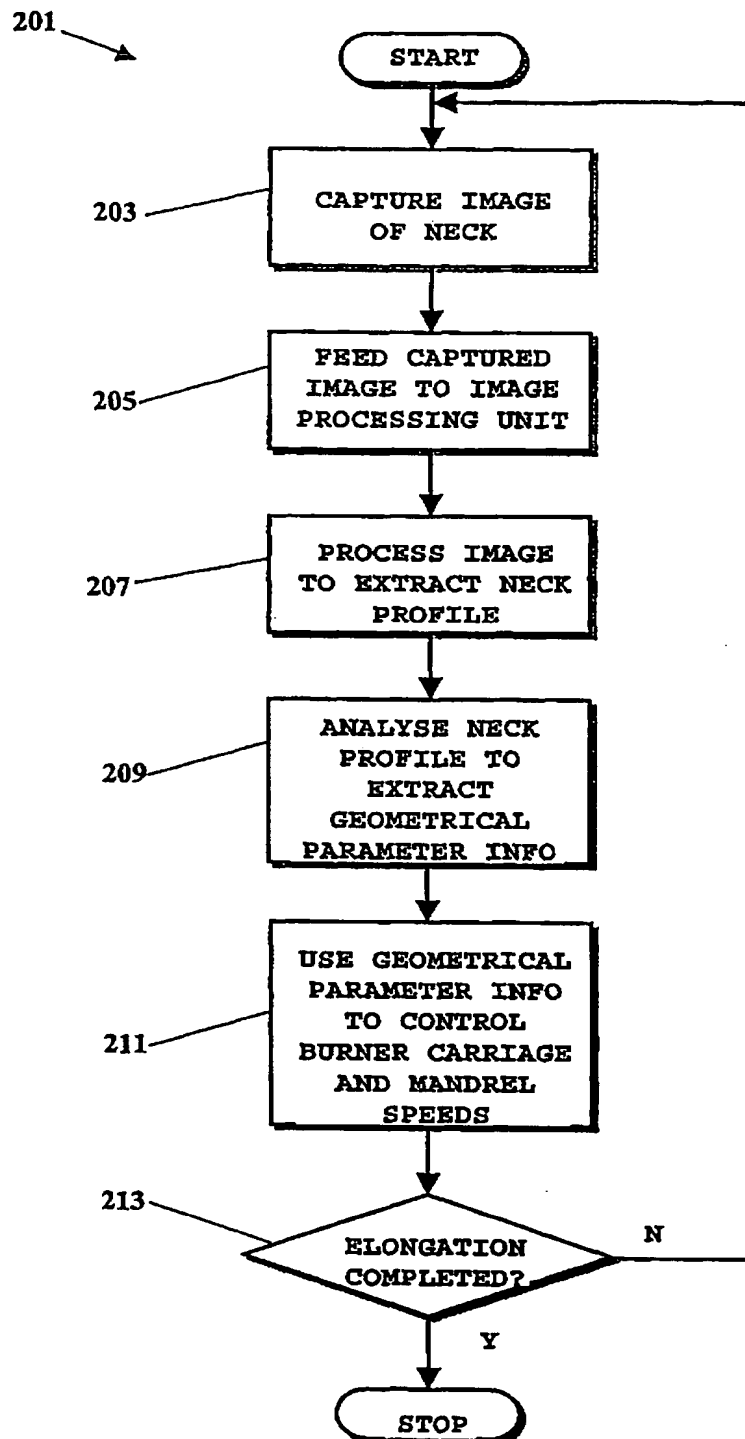 201
START
203
CAPTURE IMAGE
OF NECK
205
FEED CAPTURED
IMAGE TO IMAGE
PROCESSING UNIT
207
PROCESS IMAGE
TO EXTRACT NECK
PROFILE
209
ANALYSE NECK
PROFILE TO
EXTRACT
GEOMETRICAL
PARAMETER INFO
211
USE GEOMETRICAL
PARAMETER INFO
TO CONTROL
BURNER CARRIAGE
AND MANDREL
SPEEDS
213
ELONGATION
COMPLETED?
N
Y
STOP